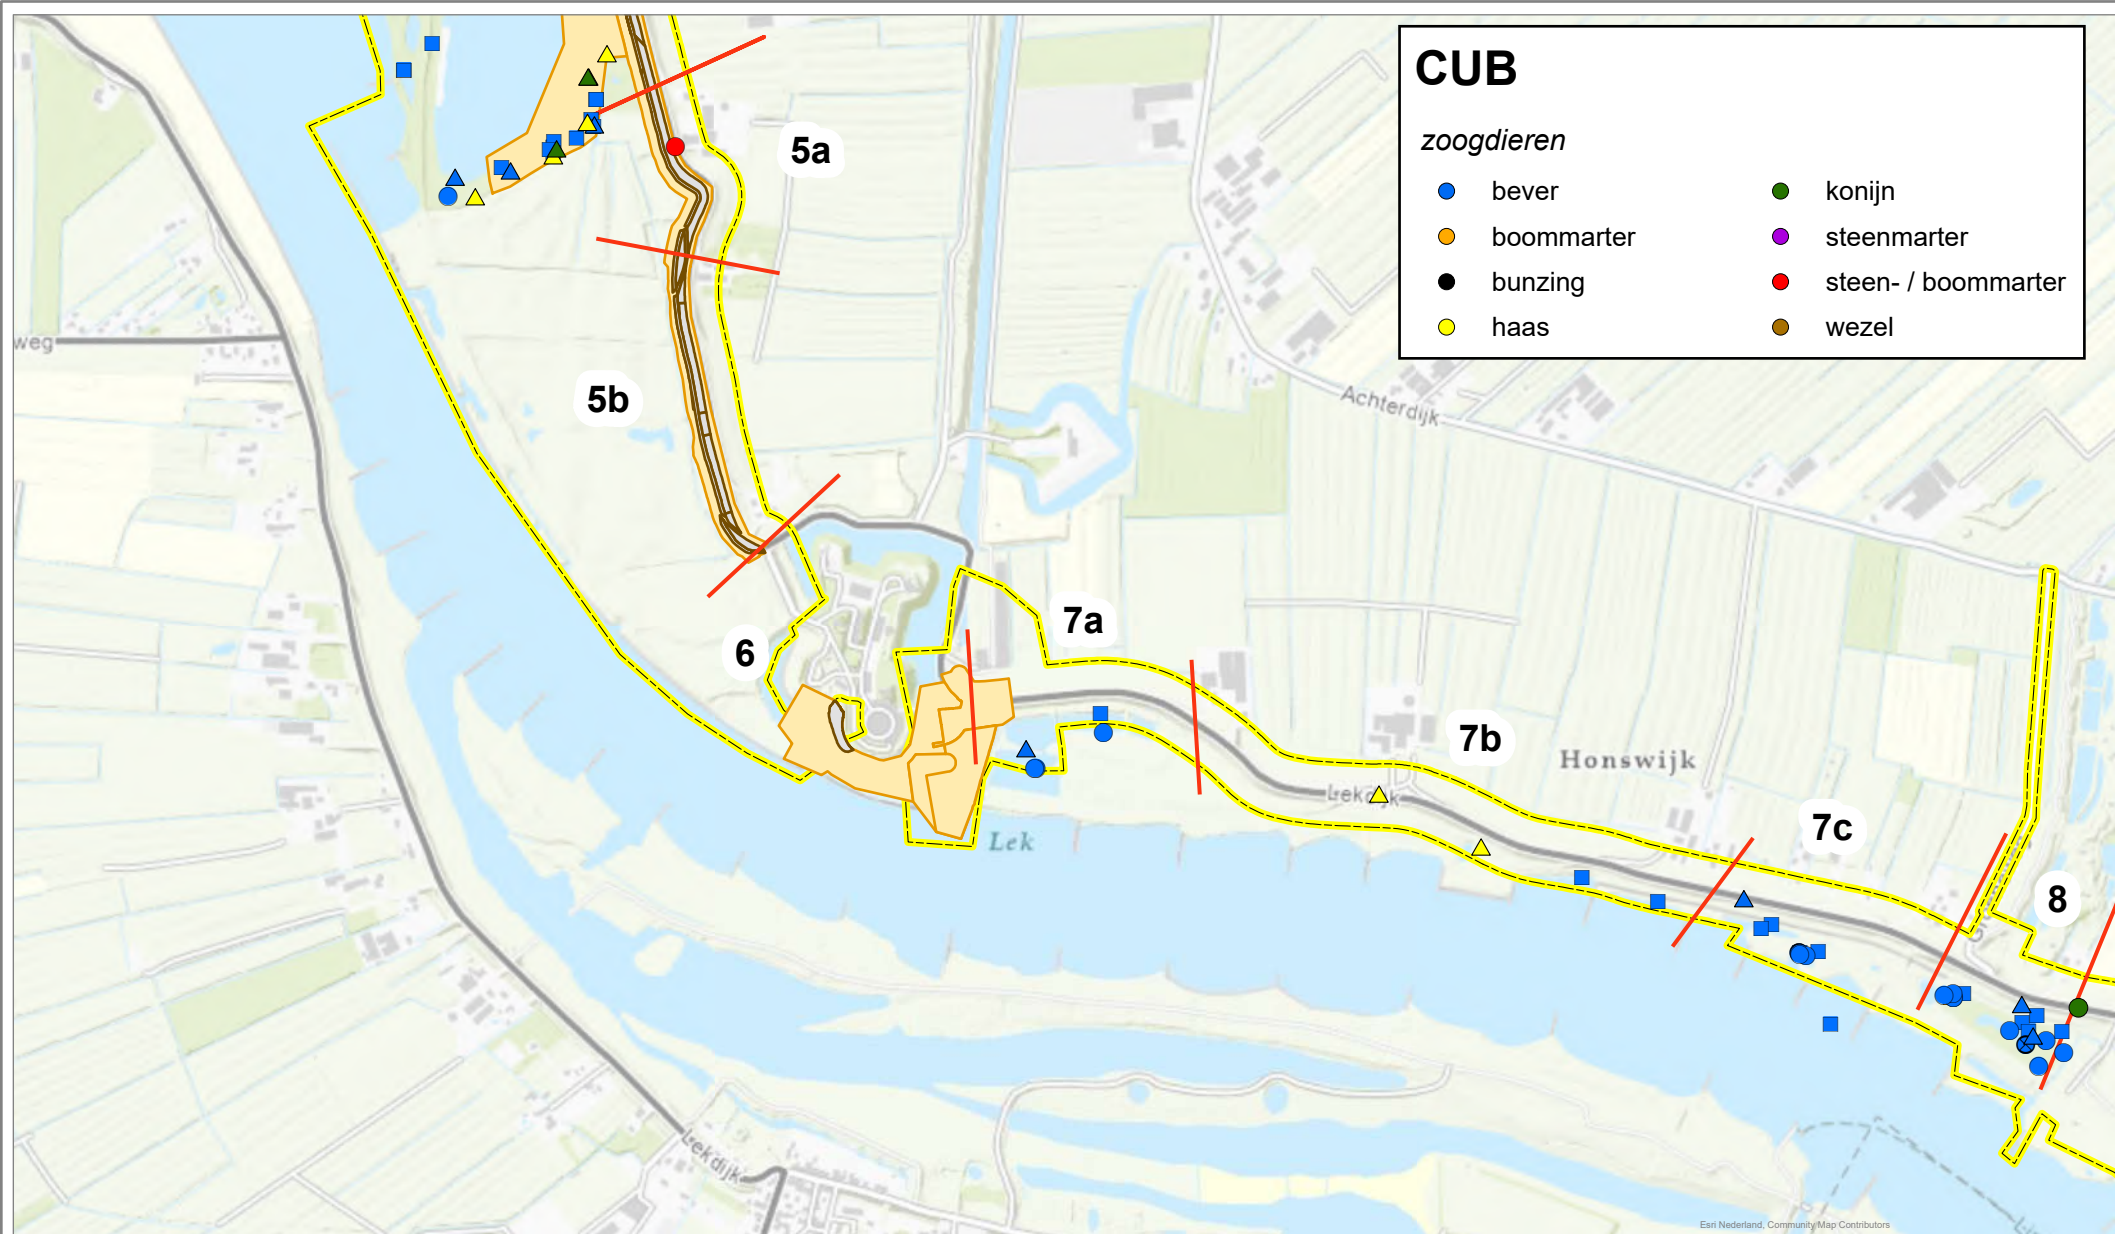 CUB
zoogdieren
bever
konijn
boommarter
steenmarter
bunzing
steen- / boommarter
haas
wezel
5a
weg
5b
Achterdijk
7a
6
7b
Honswijk
Lekdijk
7c
Lek
8
Lekdijk
Esri Nederland, Community Map Contributors